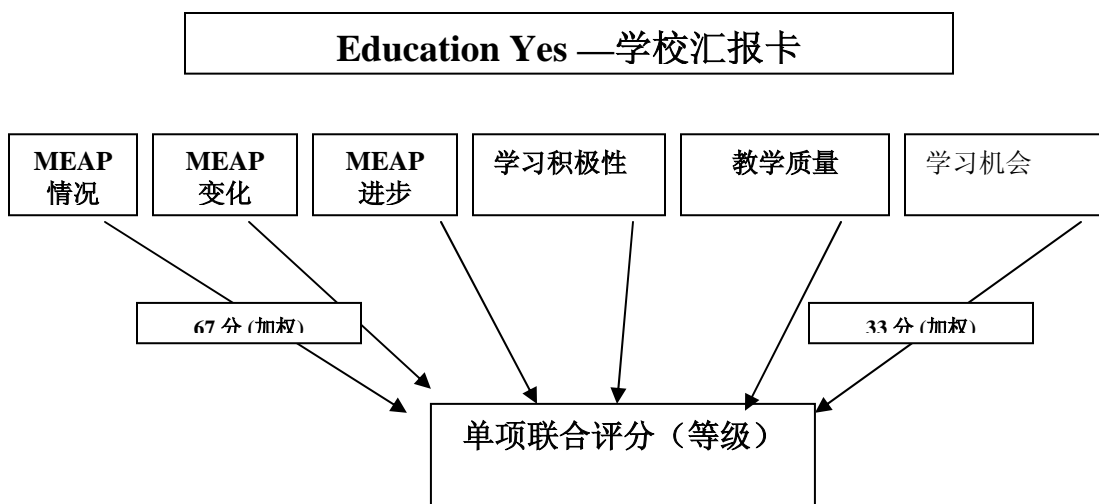 Education Yes —学校汇报卡
MEAP
情况
MEAP
变化
MEAP
进步
学习积极性
教学质量
学习机会
67 分 (加权)
33 分 (加权)
单项联合评分（等级）